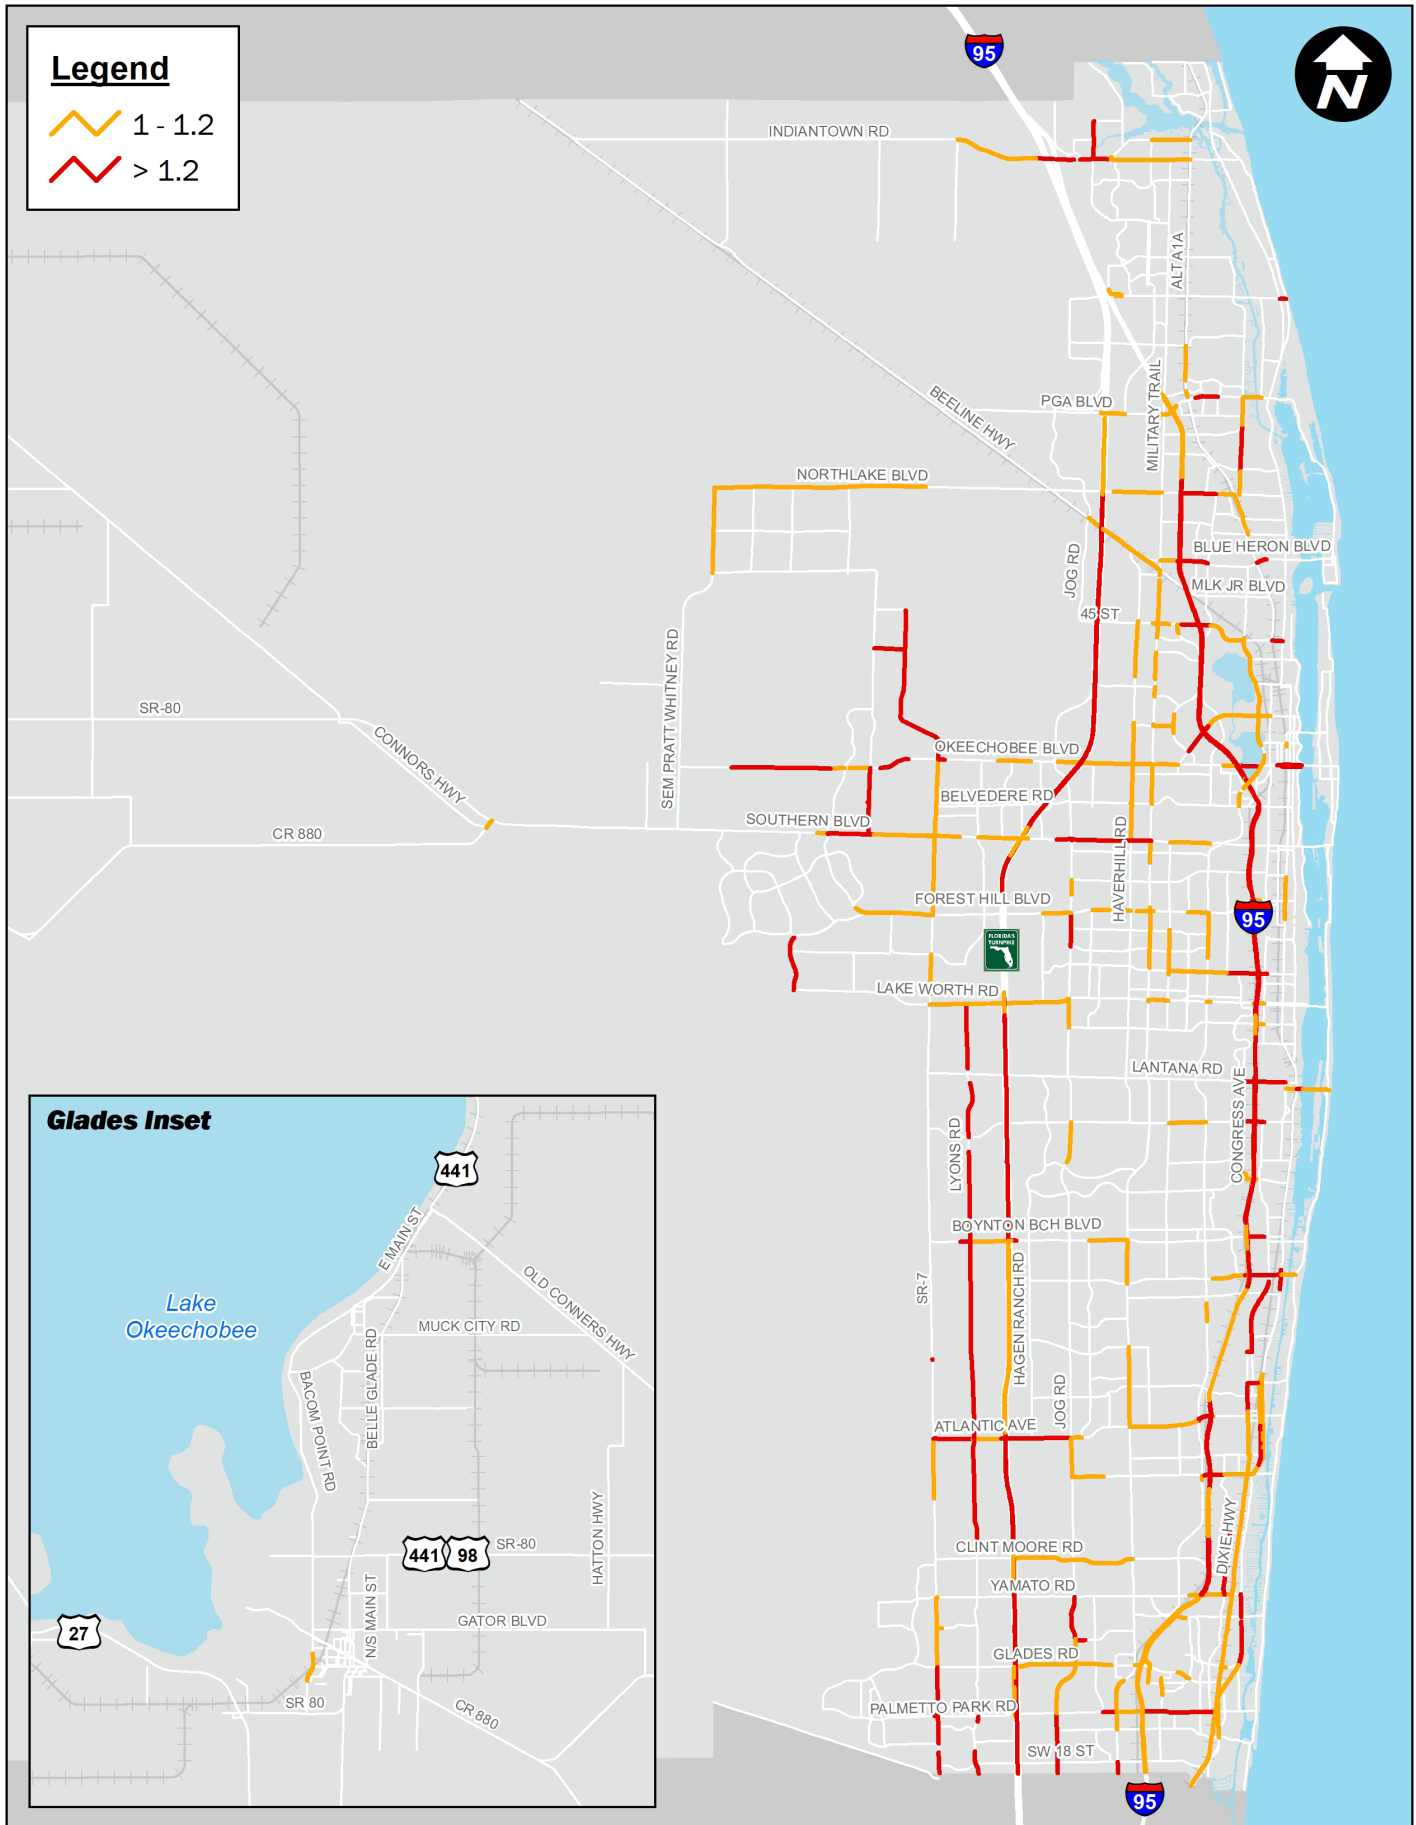 Legend
1 - 1.2
> 1.2
95
N
INDIANTOWN RD
ALT A1A
MILITARY TRAIL
PGA BLVD
BEELINE HWY
NORTHLAKE BLVD
BLUE HERON BLVD
JOG RD
MLK JR BLVD
45 ST
SEM PRATT WHITNEY RD
SR-80
CONNORS HWY
OKEECHOBEE BLVD
BELVEDERE RD
SOUTHERN BLVD
CR 880
HAVERHILL RD
FOREST HILL BLVD
95
FLORIDA'S
TURNPIKE
LAKE WORTH RD
LANTANA RD
CONGRESS AVE
LYONS RD
BOYNTON BCH BLVD
SR-7
HAGEN RANCH RD
JOG RD
ATLANTIC AVE
DIXIE HWY
CLINT MOORE RD
YAMATO RD
GLADES RD
PALMETTO PARK RD
SW 18 ST
95
Glades Inset
441
E MAIN ST
Lake
Okeechobee
OLD CONNERS HWY
MUCK CITY RD
BELLE GLADE RD
BACOM POINT RD
HATTON HWY
441
98
SR-80
N/S MAIN ST
GATOR BLVD
27
SR 80
CR 880